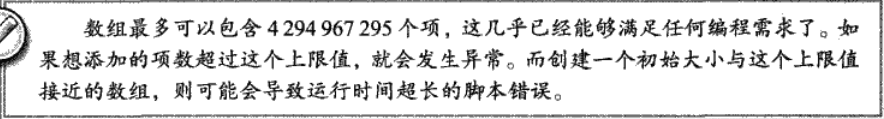 数组最多可以包含 4 294 967 295 个项，这几乎已经能够满足任何编程需求了。如
果想添加的项数超过这个上限值，就会发生异常。而创建一个初始大小与这个上限值
接近的数组，则可能会导致运行时间超长的脚本错误。